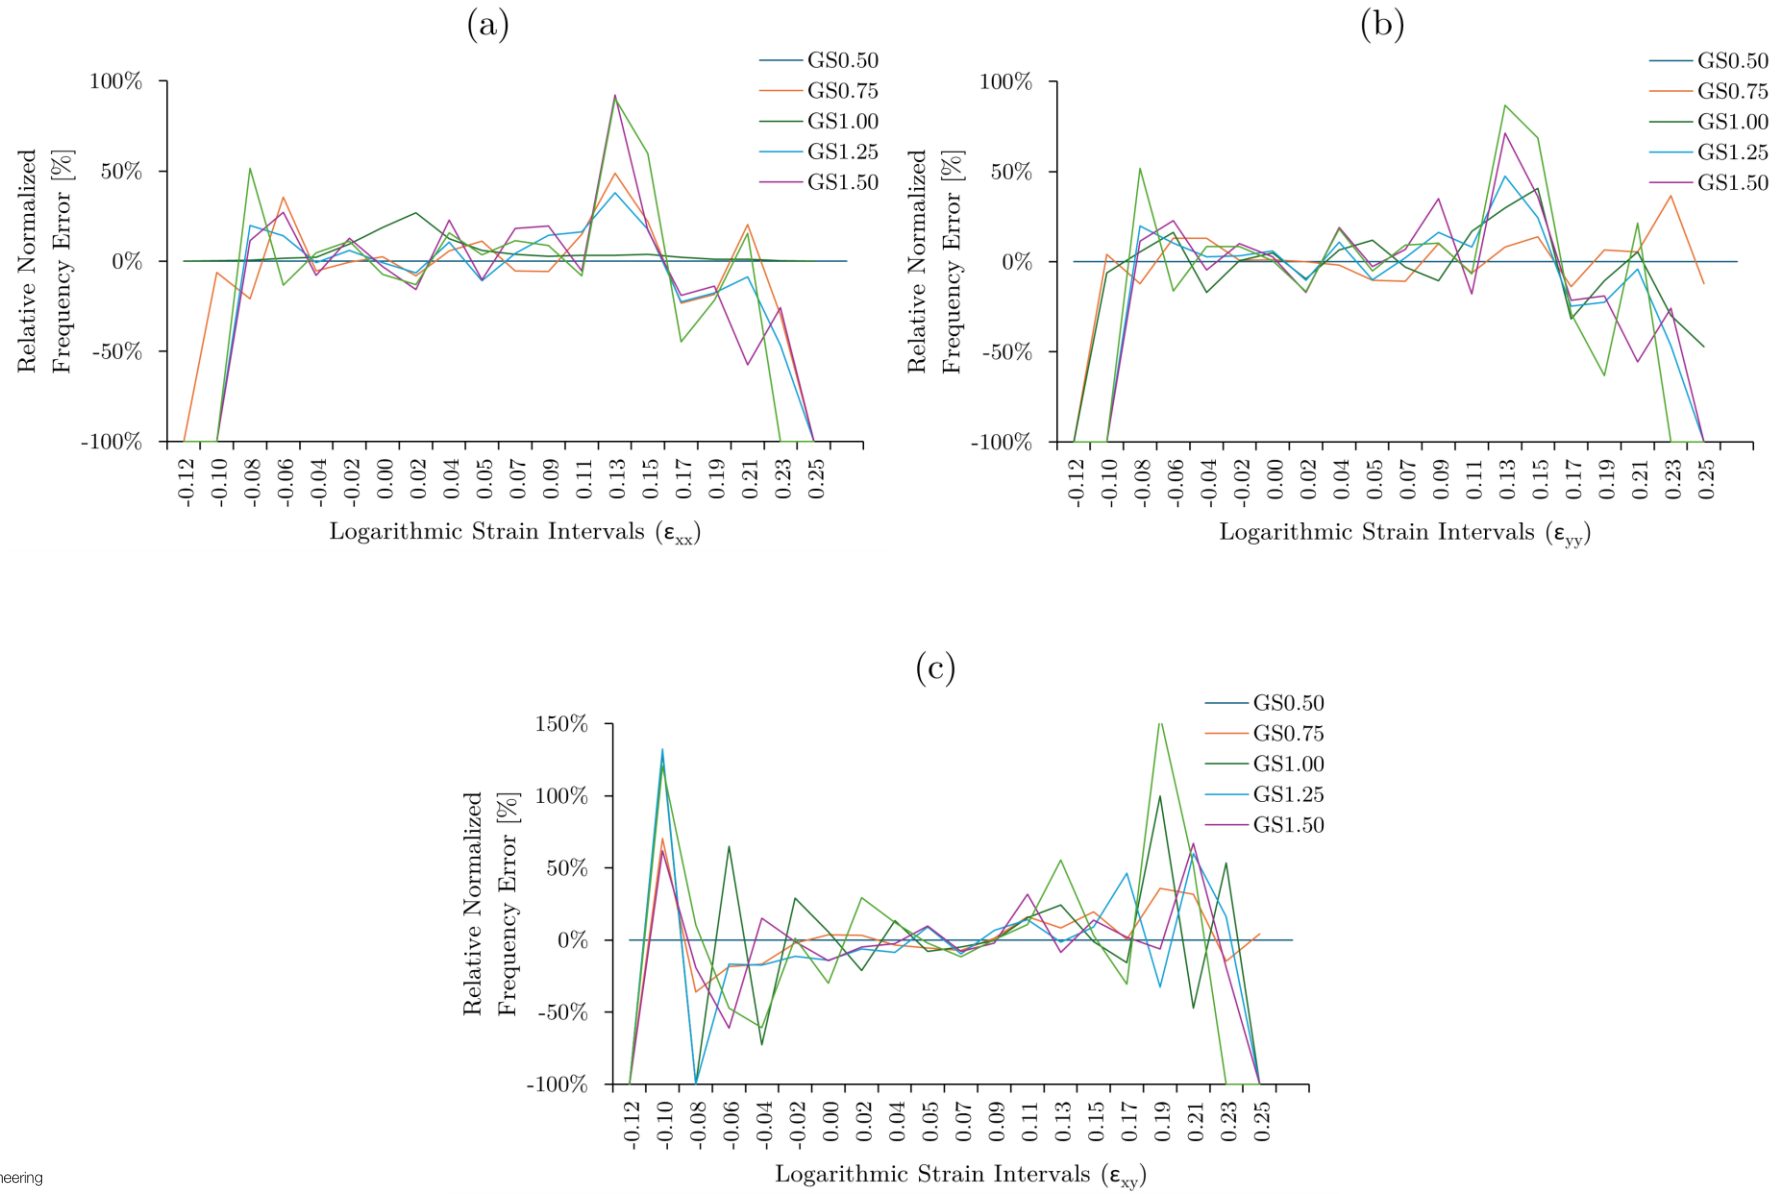 (a)
GS0.50
GS0.75
GS1.00
GS1.25
GS1.50
100%
50%
0%
-50%
-100%
Relative Normalized
Frequency Error [%]
-0.12 -0.10 -0.08 -0.06 -0.04 -0.02 0.00 0.02 0.04 0.05 0.07 0.09 0.11 0.13 0.15 0.17 0.19 0.21 0.23 0.25
Logarithmic Strain Intervals (εxx)
(b)
GS0.50
GS0.75
GS1.00
GS1.25
GS1.50
100%
50%
0%
-50%
-100%
Relative Normalized
Frequency Error [%]
-0.12 -0.10 -0.08 -0.06 -0.04 -0.02 0.00 0.02 0.04 0.05 0.07 0.09 0.11 0.13 0.15 0.17 0.19 0.21 0.23 0.25
Logarithmic Strain Intervals (εyy)
(c)
GS0.50
GS0.75
GS1.00
GS1.25
GS1.50
150%
100%
50%
0%
-50%
-100%
Relative Normalized
Frequency Error [%]
-0.12 -0.10 -0.08 -0.06 -0.04 -0.02 0.00 0.02 0.04 0.05 0.07 0.09 0.11 0.13 0.15 0.17 0.19 0.21 0.23 0.25
Logarithmic Strain Intervals (εxy)
neering